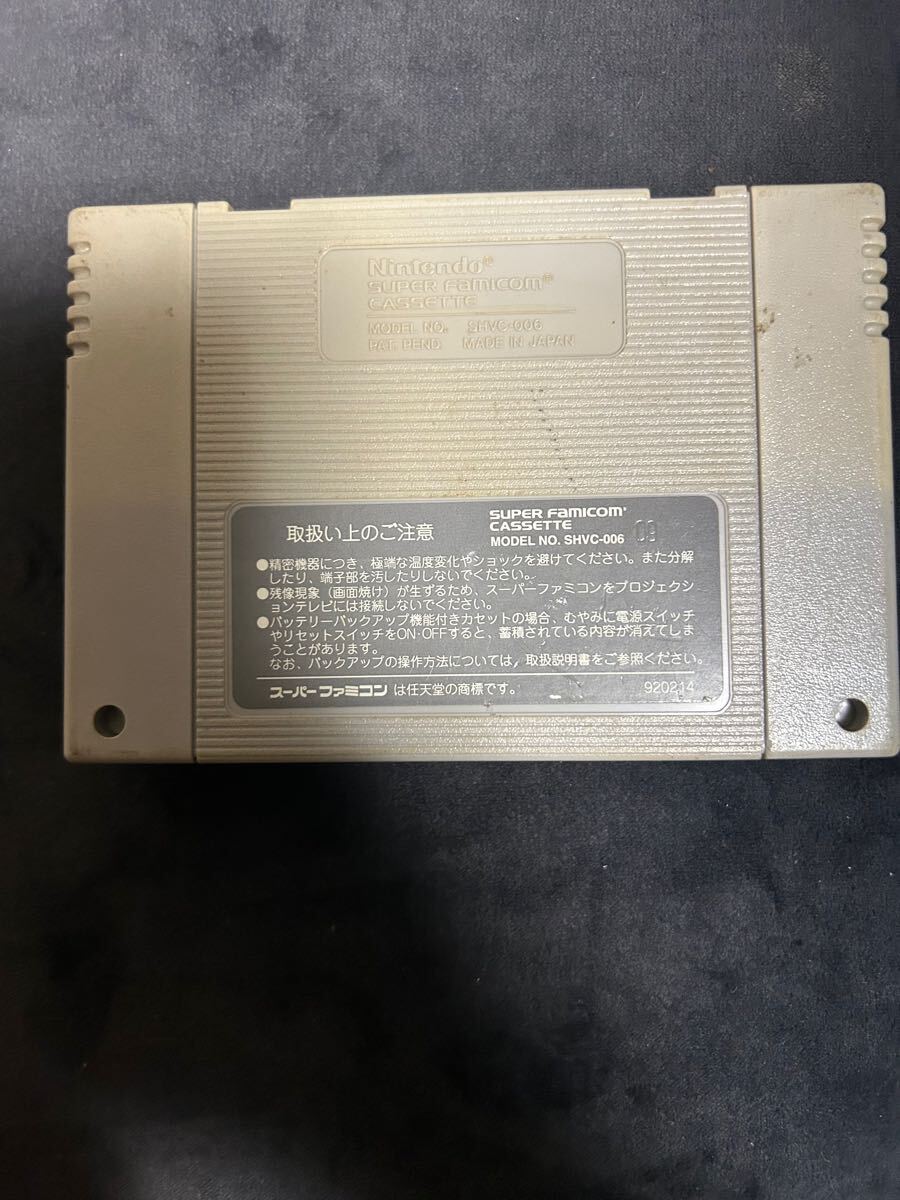 Nintendo®
SUPER FAMICOM®
CASSETTE
MODEL NO. SHVC-006
PAT. PEND. MADE IN JAPAN
取扱い上のご注意
SUPER FAMICOM®
CASSETTE
MODEL NO. SHVC-006 03
●精密機器につき、極端な温度変化やショックを避けてください。また分解
したり、端子部を汚したりしないでください。
●残像現象（画面焼け）が生ずるため、スーパーファミコンをプロジェクシ
ョンテレビには接続しないでください。
●バッテリーバックアップ機能付きカセットの場合、むやみに電源スイッチ
やリセットスイッチをON・OFFすると、蓄積されている内容が消えてしま
うことがあります。
なお、バックアップの操作方法については、取扱説明書をご参照ください。
スーパーファミコン は任天堂の商標です。
920214